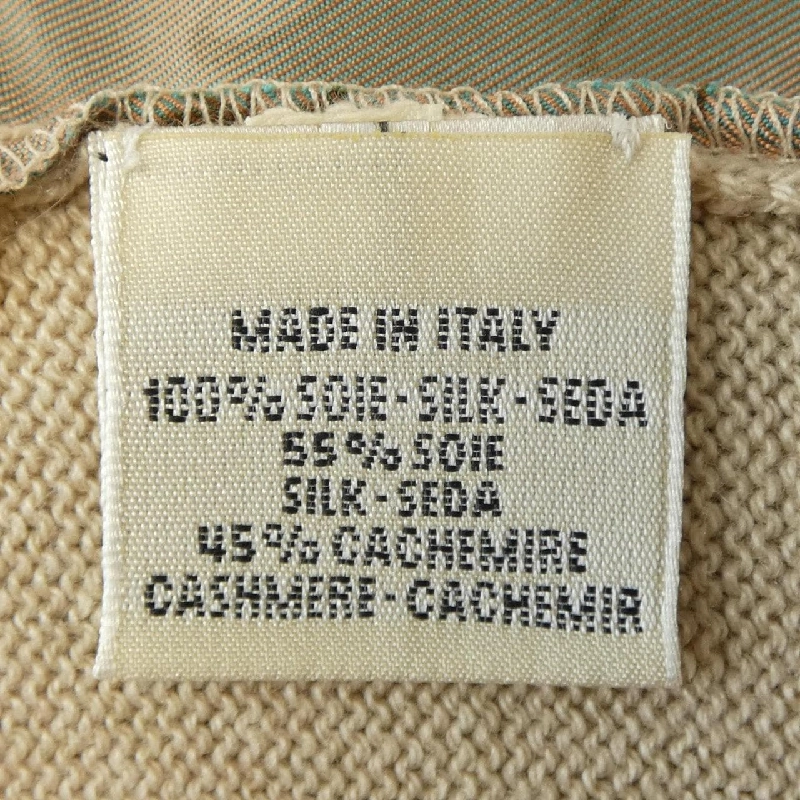 MADE IN ITALY
100% SOIE-SILK-SEDA
55% SOIE
SILK-SEDA
45% CACHEMIRE
CASHMERE-CACHEMIR